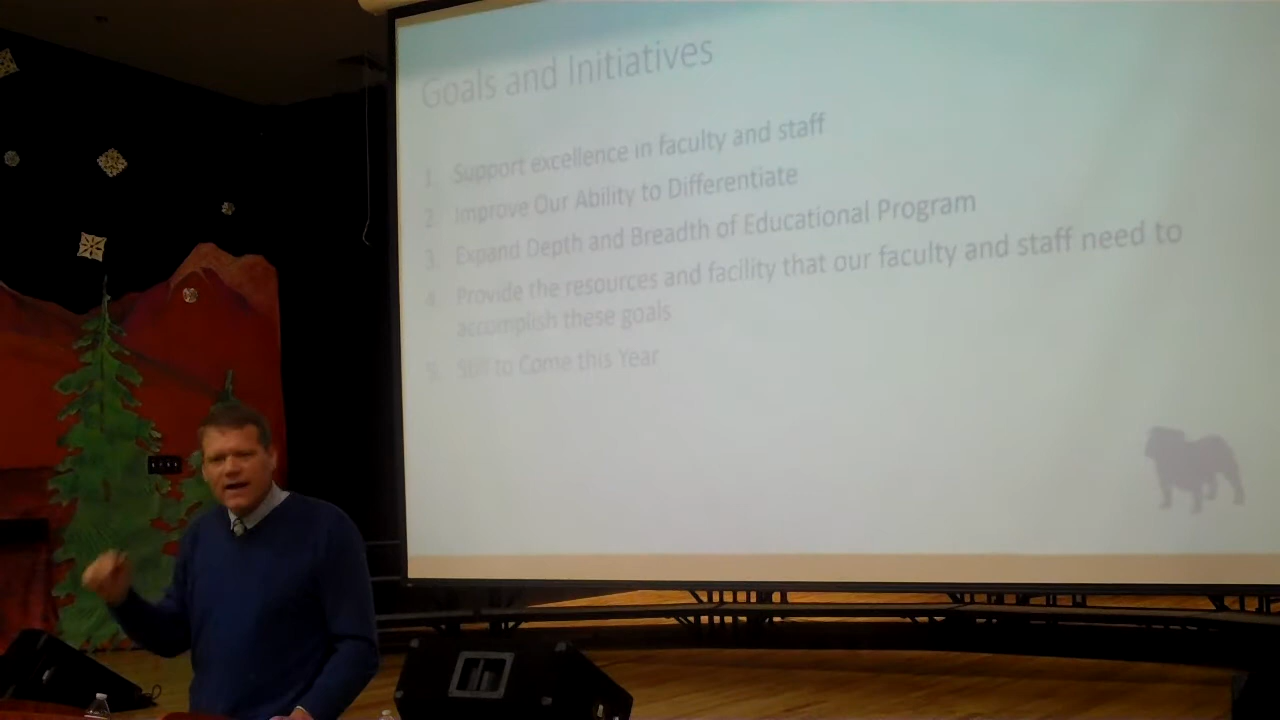 Goals and Initiatives
1. Support excellence in faculty and staff
2. Improve Our Ability to Differentiate
3. Expand Depth and Breadth of Educational Program
4. Provide the resources and facility that our faculty and staff need to
accomplish these goals
5. Still to Come this Year